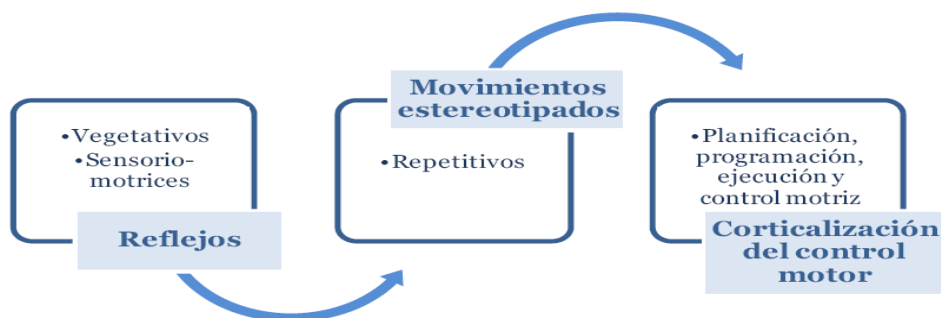 •Vegetativos
•Sensorio-
motrices
Reflejos
Movimientos
estereotipados
•Repetitivos
•Planificación,
programación,
ejecución y
control motriz
Corticalización
del control
motor